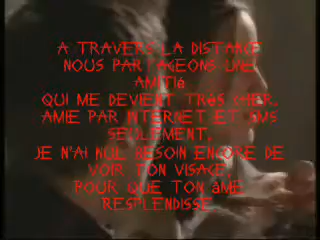 A TRAVERS LA DISTANCE
NOUS PARTAGEONS UNE
AMITIé
QUI ME DEVIENT TRèS CHER,
AMIE PAR INTERNET ET SMS
SEULEMENT,
JE N'AI NUL BESOIN ENCORE DE
VOIR TON VISAGE,
POUR QUE TON âME
RESPLENDISSE